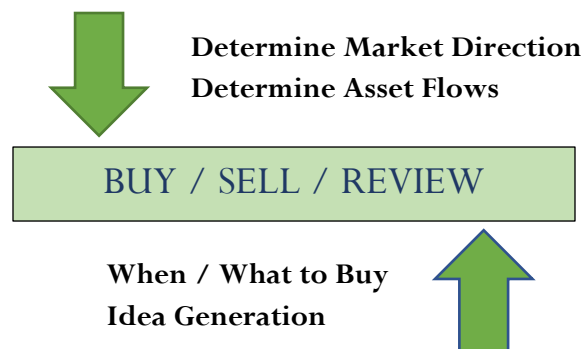 Determine Market Direction
Determine Asset Flows
BUY / SELL / REVIEW
When / What to Buy
Idea Generation